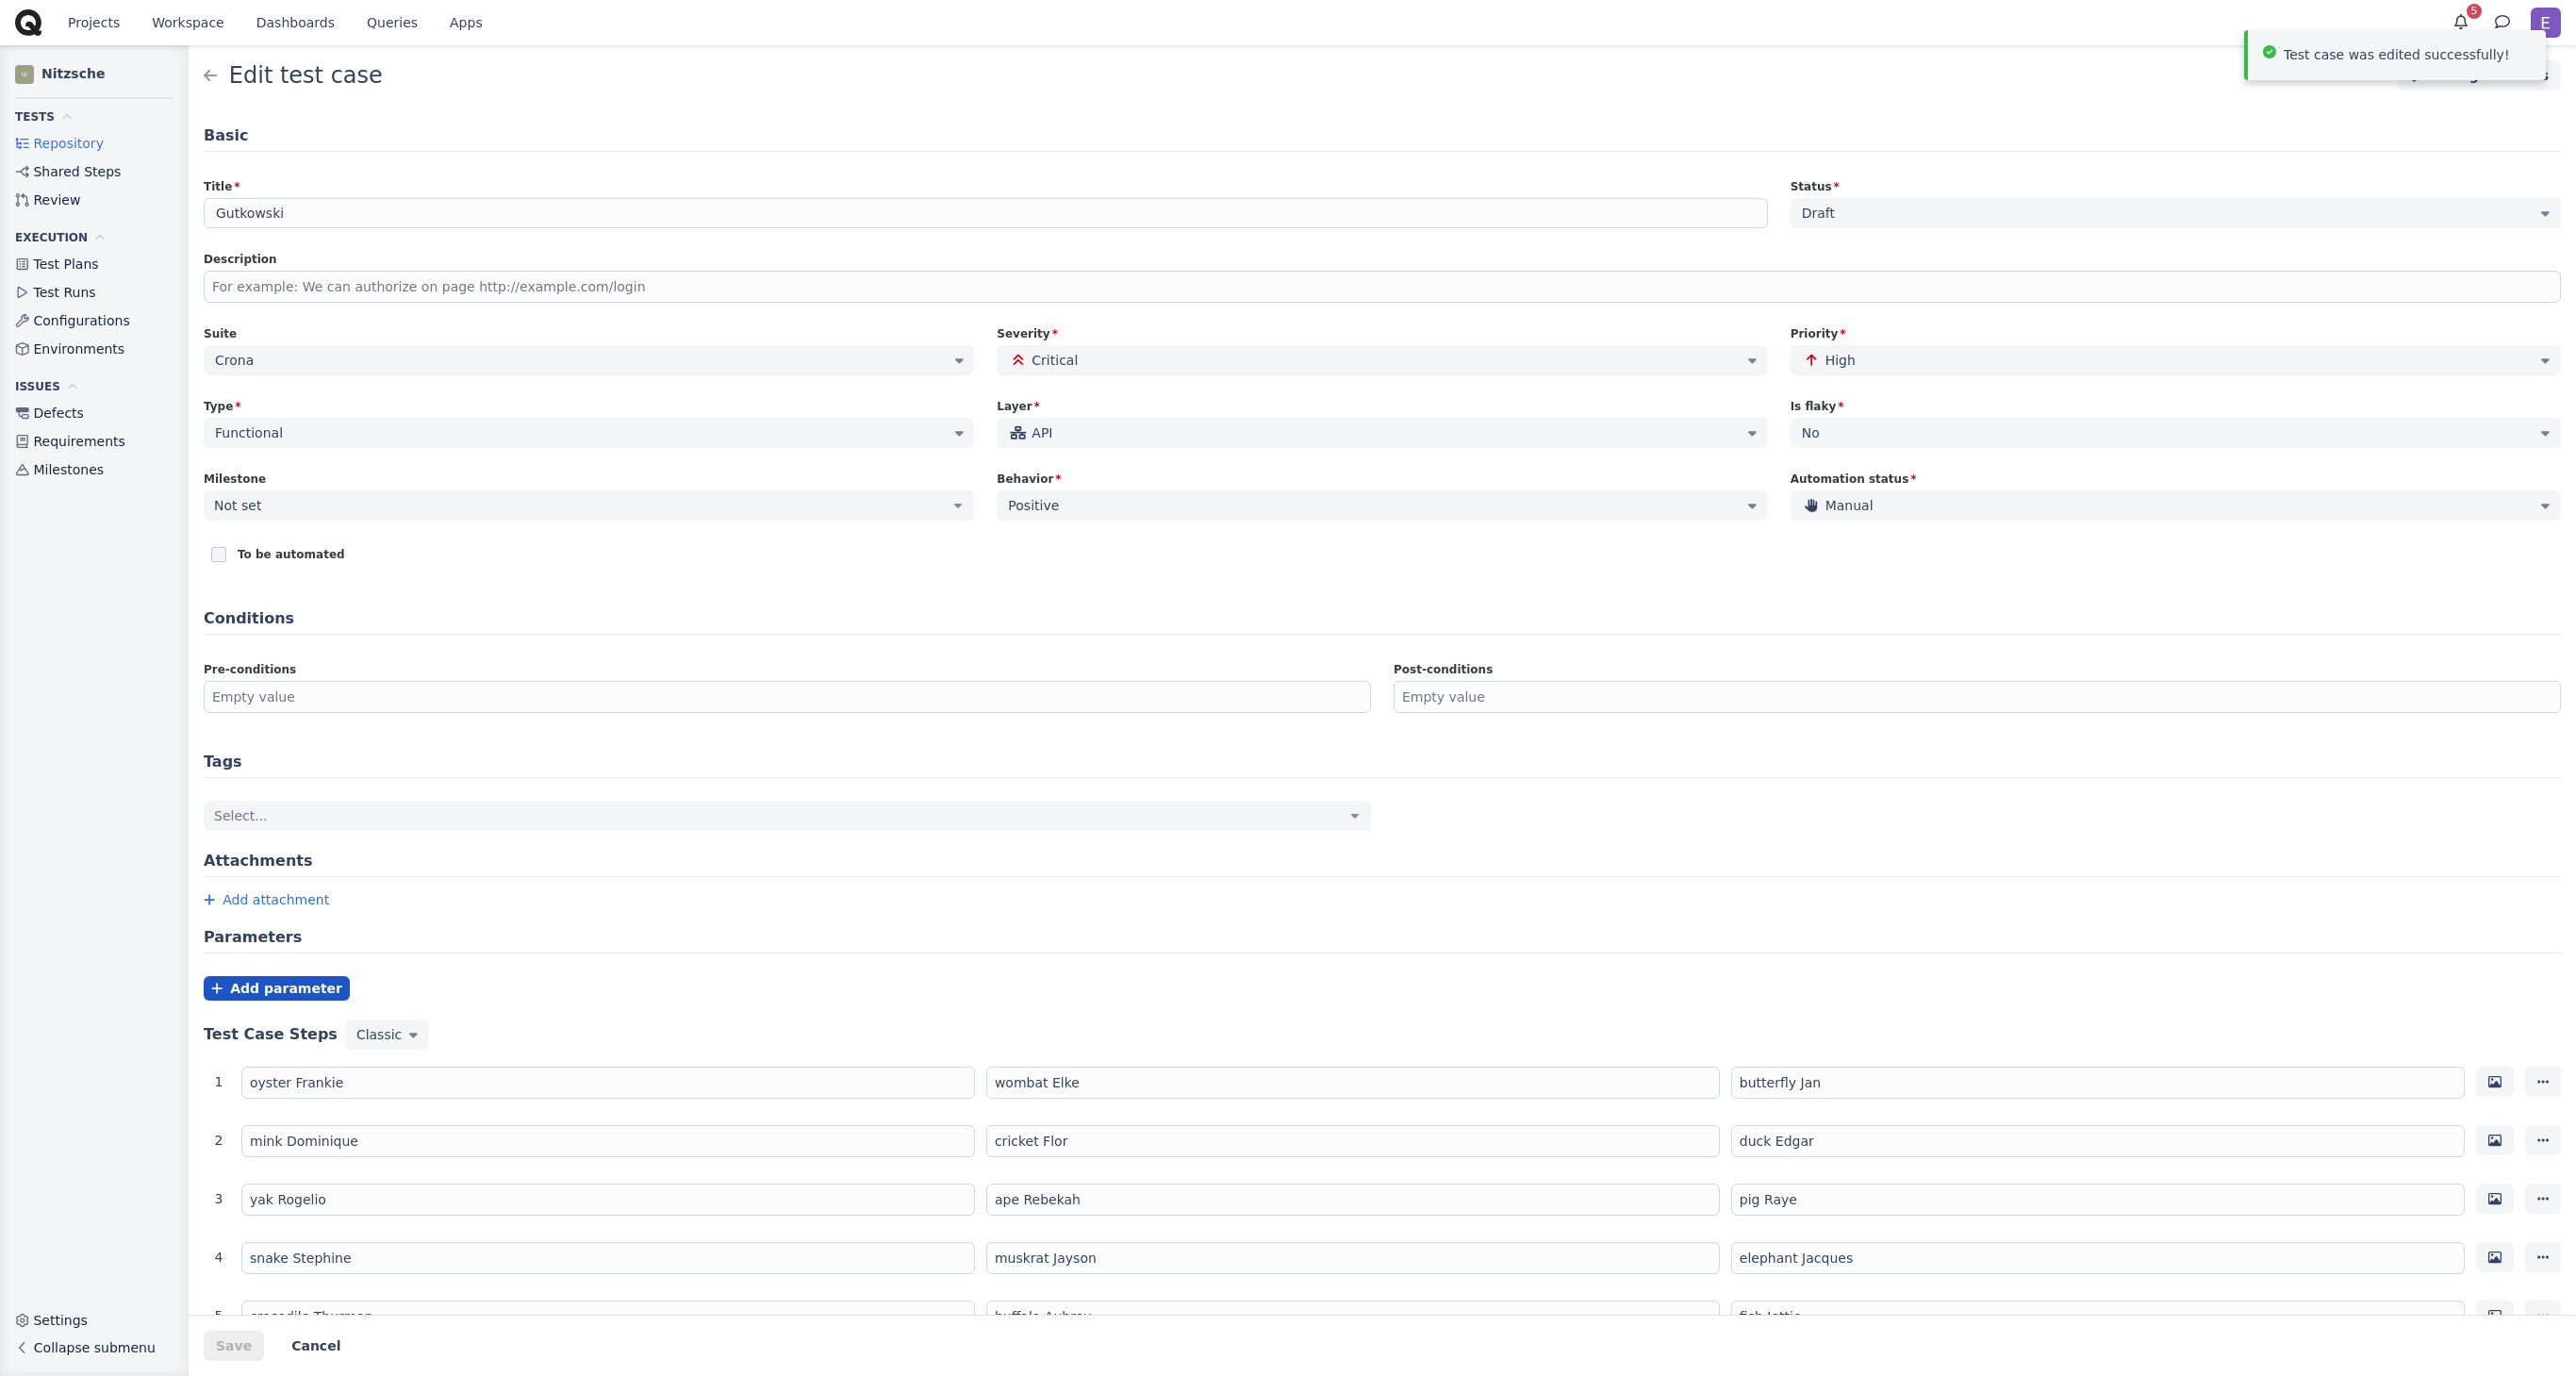 Projects Workspace Dashboards Queries Apps 5 E
Test case was edited successfully!
NI Nitzsche
TESTS
Repository
Shared Steps
Review
EXECUTION
Test Plans
Test Runs
Configurations
Environments
ISSUES
Defects
Requirements
Milestones
Settings
Collapse submenu
Edit test case
Basic
Title* Status*
Gutkowski Draft
Description
For example: We can authorize on page http://example.com/login
Suite Severity* Priority*
Crona Critical High
Type* Layer* Is flaky*
Functional API No
Milestone Behavior* Automation status*
Not set Positive Manual
To be automated
Conditions
Pre-conditions Post-conditions
Empty value Empty value
Tags
Select...
Attachments
+ Add attachment
Parameters
+ Add parameter
Test Case Steps Classic
1 oyster Frankie wombat Elke butterfly Jan
2 mink Dominique cricket Flor duck Edgar
3 yak Rogelio ape Rebekah pig Raye
4 snake Stephine muskrat Jayson elephant Jacques
Save Cancel